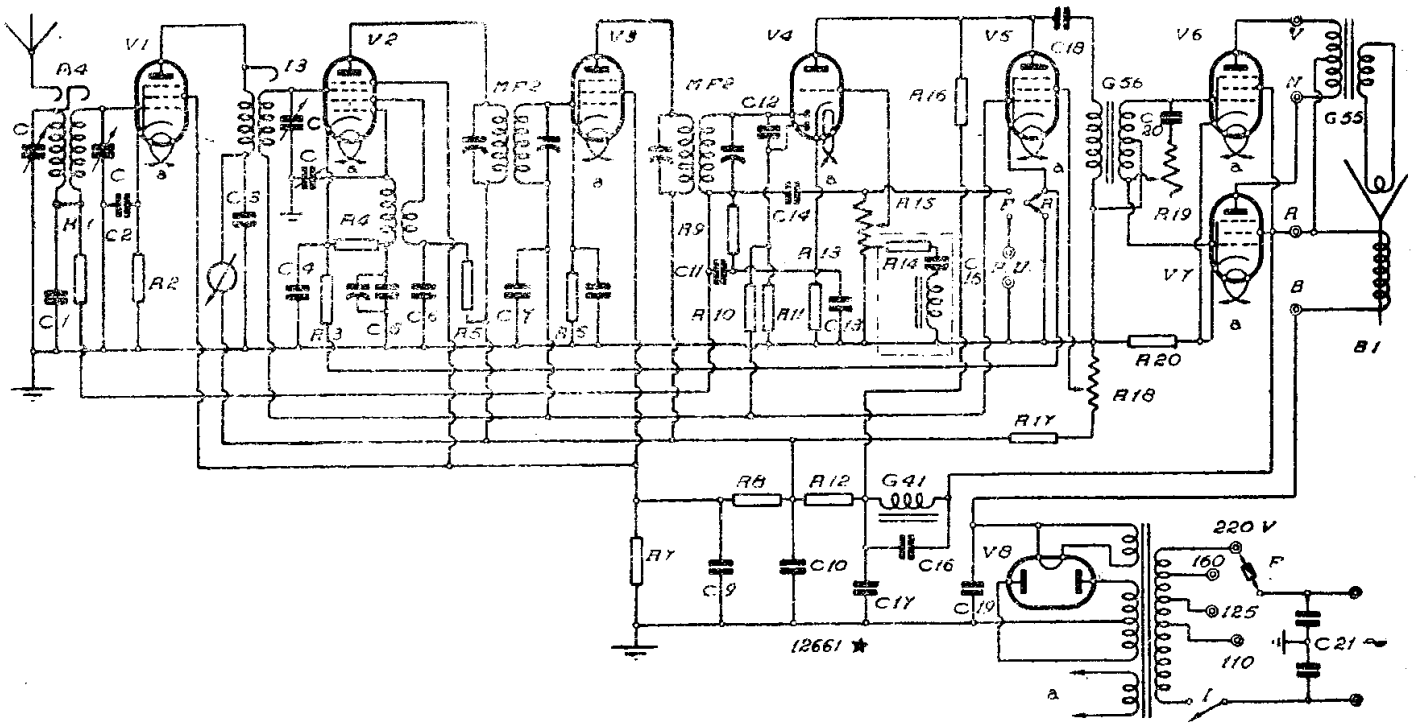 V1
V2
V3
V4
V5
C18
V6
V
A4
I3
MF2
MF2
C12
R16
G56
N
C
C
C
C20
G55
a
a
a
a
a
a
R1
C2
R2
C3
C
R4
C14
R15
F
R
R19
R9
R13
R14
C15
P.U.
V7
R
C4
C11
B
C1
R3
C5
C6
R5
C7
R6
R10
R11
C13
a
R20
B1
R18
R17
R8
R12
G41
220 V
R7
C9
C10
C16
V8
160
F
C17
C19
125
12661 ★
110
C21 ~
a
I